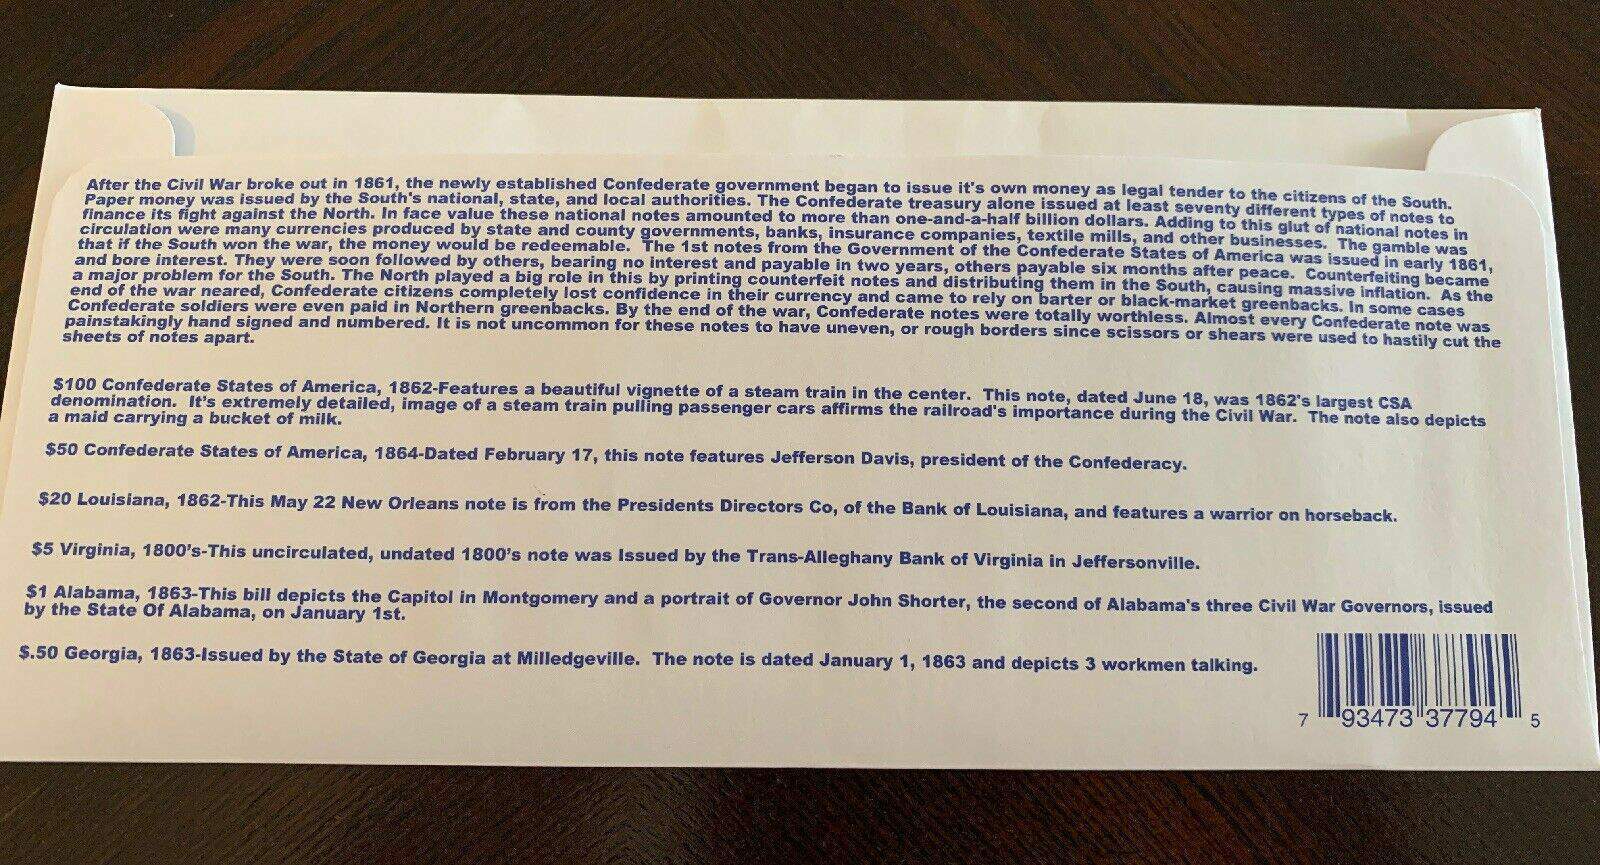 After the Civil War broke out in 1861, the newly established Confederate government began to issue it's own money as legal tender to the citizens of the South.
Paper money was issued by the South's national, state, and local authorities. The Confederate treasury alone issued at least seventy different types of notes to
finance its fight against the North. In face value these national notes amounted to more than one-and-a-half billion dollars. Adding to this glut of national notes in
circulation were many currencies produced by state and county governments, banks, insurance companies, textile mills, and other businesses. The gamble was
that if the South won the war, the money would be redeemable. The 1st notes from the Government of the Confederate States of America was issued in early 1861,
and bore interest. They were soon followed by others, bearing no interest and payable in two years, others payable six months after peace. Counterfeiting became
a major problem for the South. The North played a big role in this by printing counterfeit notes and distributing them in the South, causing massive inflation. As the
end of the war neared, Confederate citizens completely lost confidence in their currency and came to rely on barter or black-market greenbacks. In some cases
Confederate soldiers were even paid in Northern greenbacks. By the end of the war, Confederate notes were totally worthless. Almost every Confederate note was
painstakingly hand signed and numbered. It is not uncommon for these notes to have uneven, or rough borders since scissors or shears were used to hastily cut the
sheets of notes apart.
$100 Confederate States of America, 1862-Features a beautiful vignette of a steam train in the center. This note, dated June 18, was 1862's largest CSA
denomination. It's extremely detailed, image of a steam train pulling passenger cars affirms the railroad's importance during the Civil War. The note also depicts
a maid carrying a bucket of milk.
$50 Confederate States of America, 1864-Dated February 17, this note features Jefferson Davis, president of the Confederacy.
$20 Louisiana, 1862-This May 22 New Orleans note is from the Presidents Directors Co, of the Bank of Louisiana, and features a warrior on horseback.
$5 Virginia, 1800's-This uncirculated, undated 1800's note was Issued by the Trans-Alleghany Bank of Virginia in Jeffersonville.
$1 Alabama, 1863-This bill depicts the Capitol in Montgomery and a portrait of Governor John Shorter, the second of Alabama's three Civil War Governors, issued
by the State Of Alabama, on January 1st.
$.50 Georgia, 1863-Issued by the State of Georgia at Milledgeville. The note is dated January 1, 1863 and depicts 3 workmen talking.
7 93473 37794 5